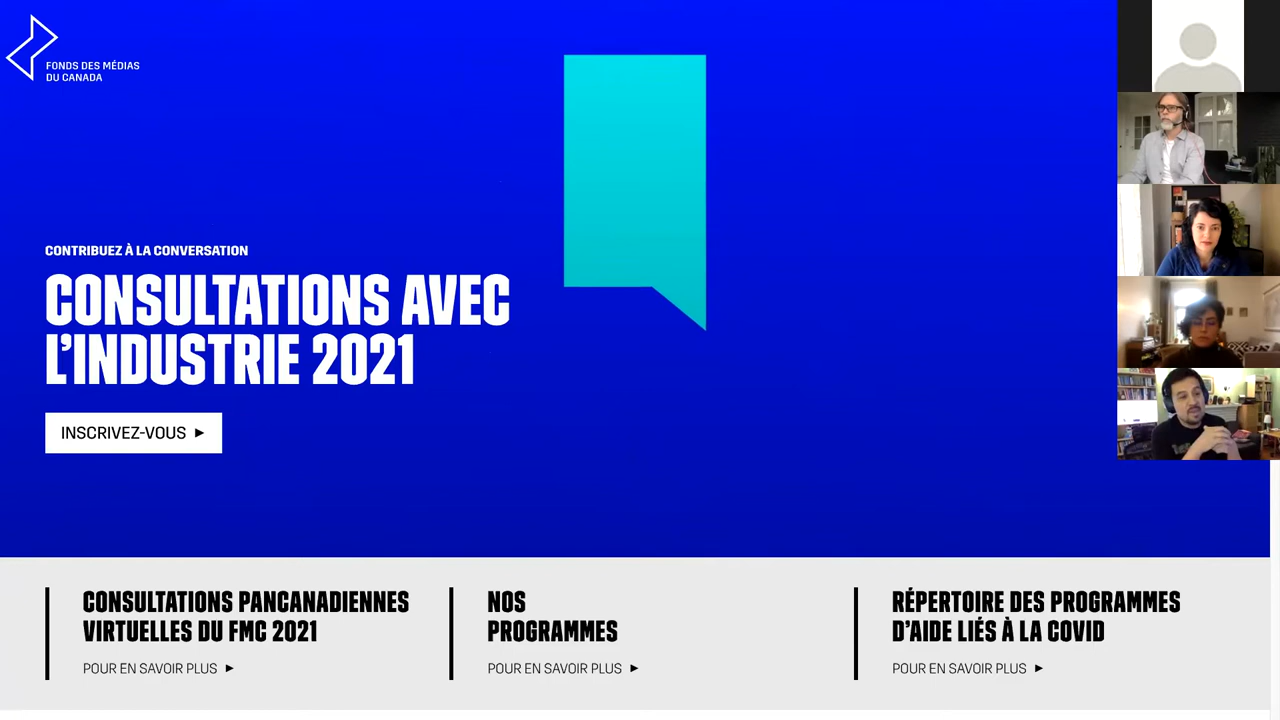 FONDS DES MÉDIAS
DU CANADA
CONTRIBUEZ À LA CONVERSATION
CONSULTATIONS AVEC
L'INDUSTRIE 2021
INSCRIVEZ-VOUS ►
CONSULTATIONS PANCANADIENNES
VIRTUELLES DU FMC 2021
POUR EN SAVOIR PLUS ►
NOS
PROGRAMMES
POUR EN SAVOIR PLUS ►
RÉPERTOIRE DES PROGRAMMES
D'AIDE LIÉS À LA COVID
POUR EN SAVOIR PLUS ►